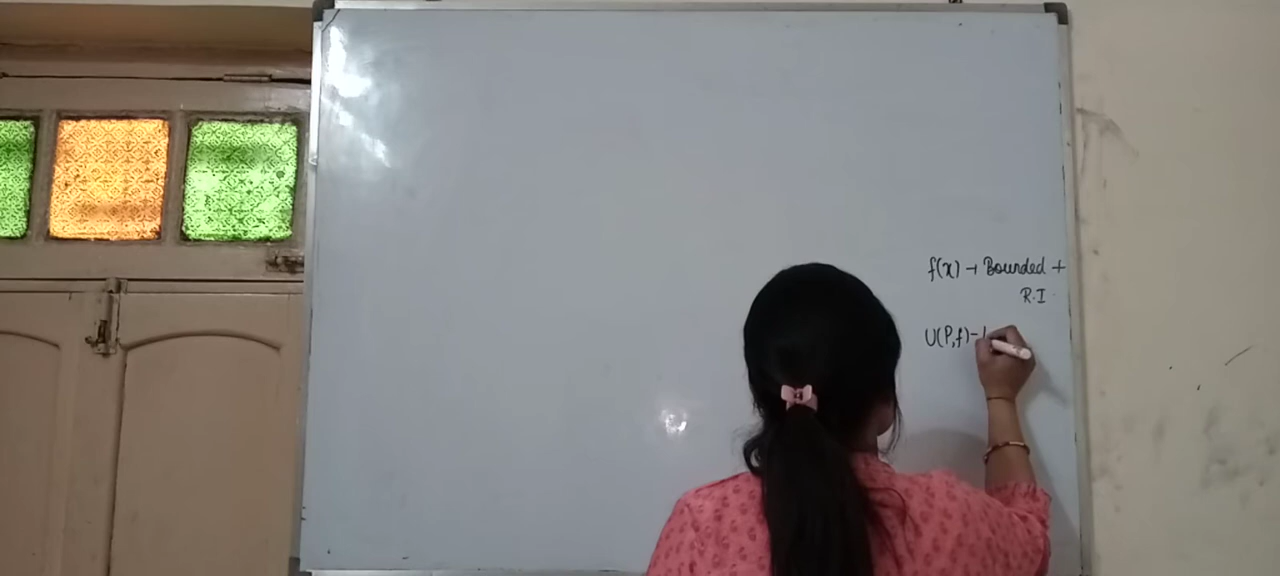 f(x) → Bounded +
R.I.
U(P,f)-